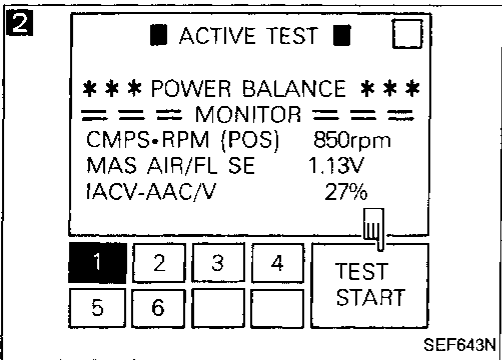 2
■ ACTIVE TEST ■
*** POWER BALANCE ***
=== MONITOR ===
CMPS•RPM (POS) 850rpm
MAS AIR/FL SE 1.13V
IACV-AAC/V 27%
1 2 3 4
TEST START
5 6
SEF643N